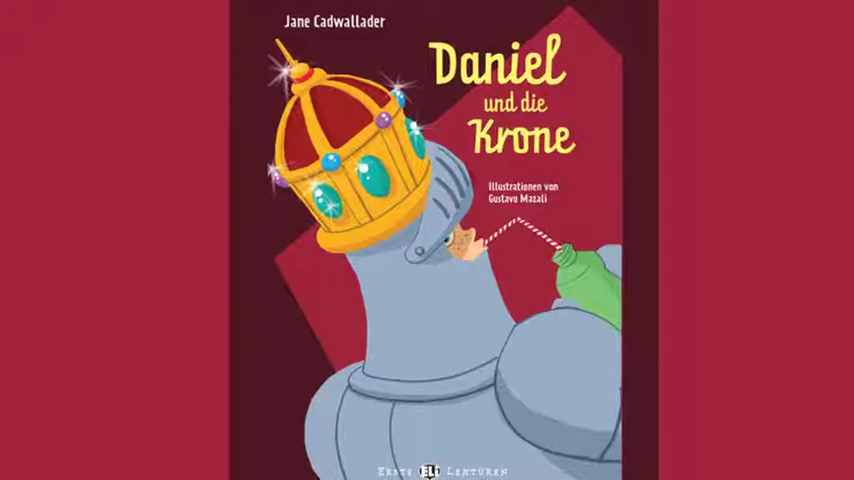 Jane Cadwallader
Daniel
und die
Krone
Illustrationen von
Gustavo Mazali
ERSTE ELI LEKTÜREN